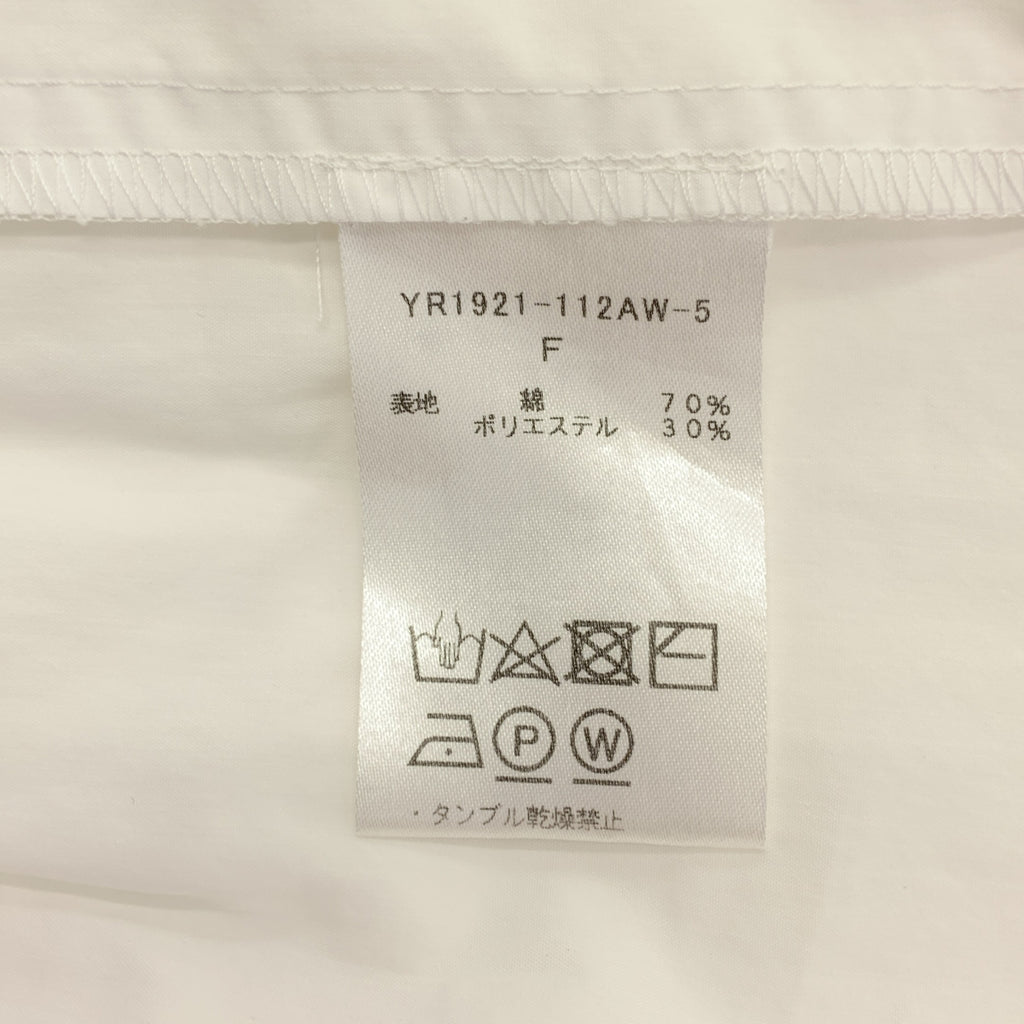 YR1921-112AW-5
F
表地 綿 70%
ポリエステル 30%
P W
・タンブル乾燥禁止